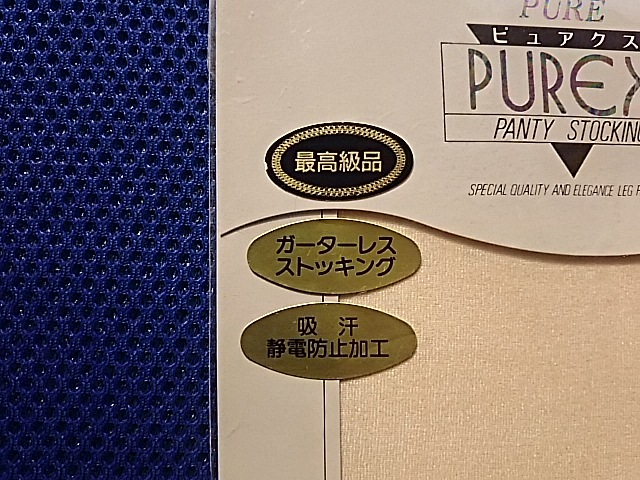 PURE
ピュアクス
PUREX
PANTY STOCKING
SPECIAL QUALITY AND ELEGANCE LEG
最高級品
ガーターレス
ストッキング
吸 汗
静電防止加工